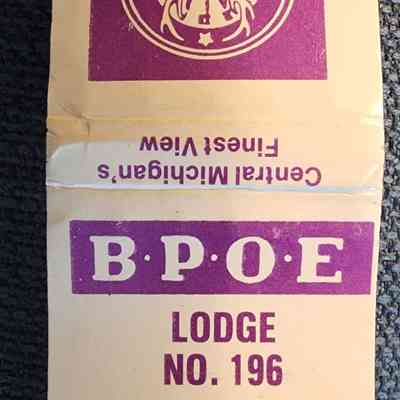 Central Michigan's
Finest View
B·P·O·E
LODGE
NO. 196